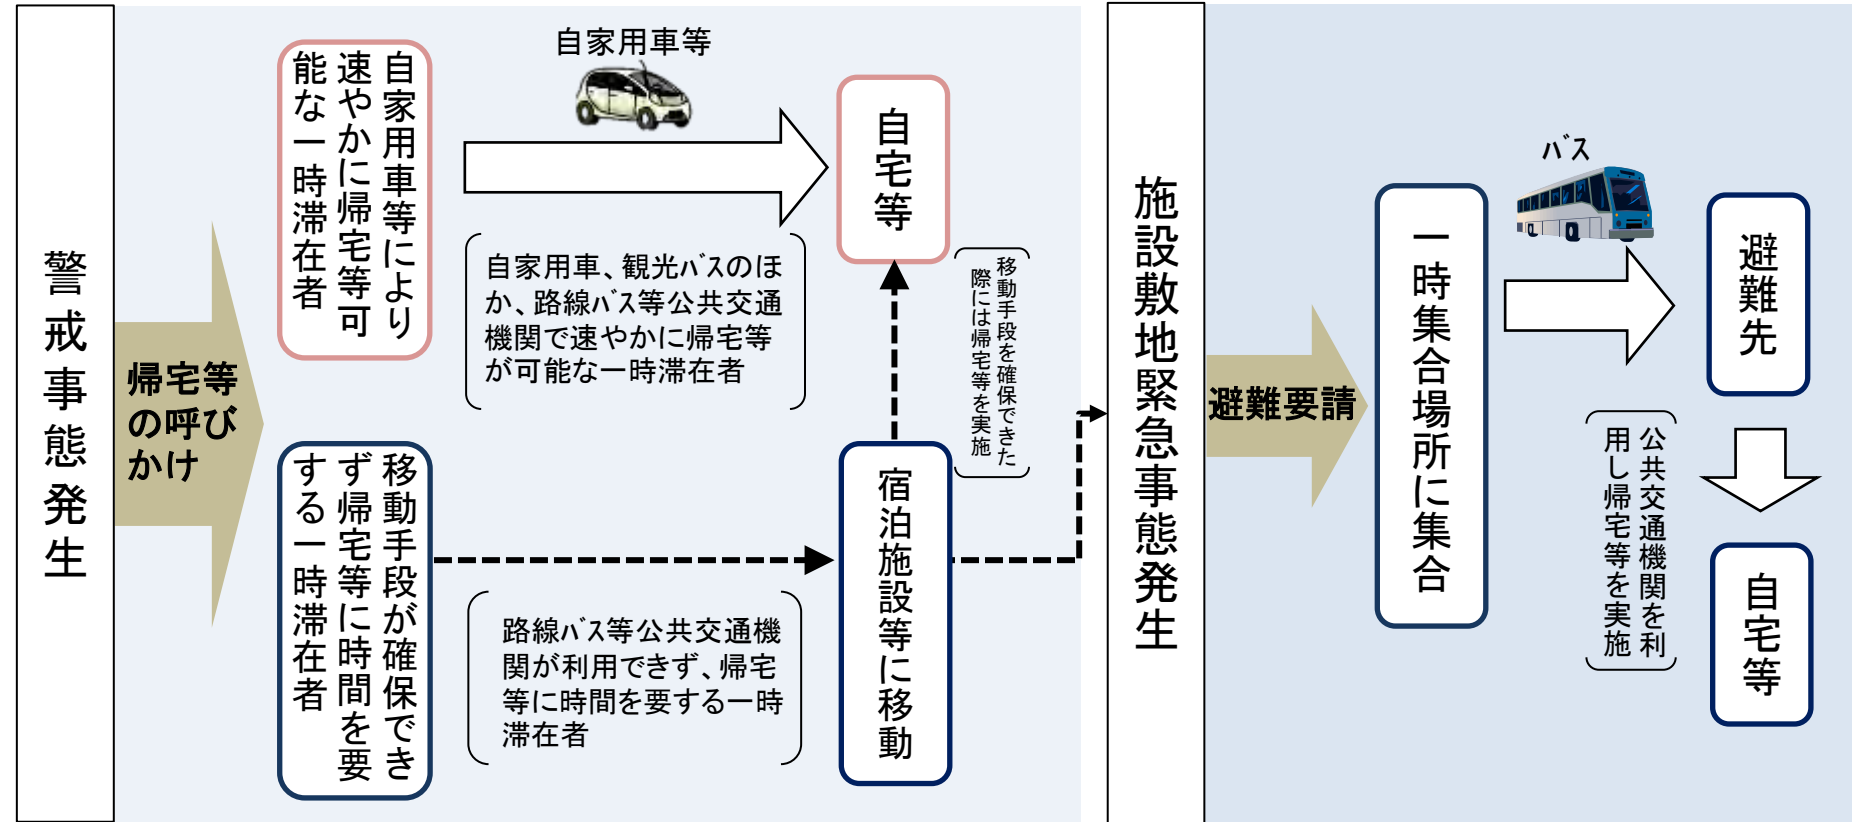 警戒事態発生
帰宅等
の呼び
かけ
自家用車等により
速やかに帰宅等可
能な一時滞在者
自家用車等
自家用車、観光ﾊﾞｽのほ
か、路線ﾊﾞｽ等公共交通
機関で速やかに帰宅等
が可能な一時滞在者
自宅等
移動手段を確保できた
際には帰宅等を実施
移動手段が確保でき
ず帰宅等に時間を要
する一時滞在者
路線ﾊﾞｽ等公共交通機
関が利用できず、帰宅
等に時間を要する一時
滞在者
宿泊施設等に移動
施設敷地緊急事態発生
避難要請
一時集合場所に集合
ﾊﾞｽ
避難先
公共交通機関を利
用し帰宅等を実施
自宅等